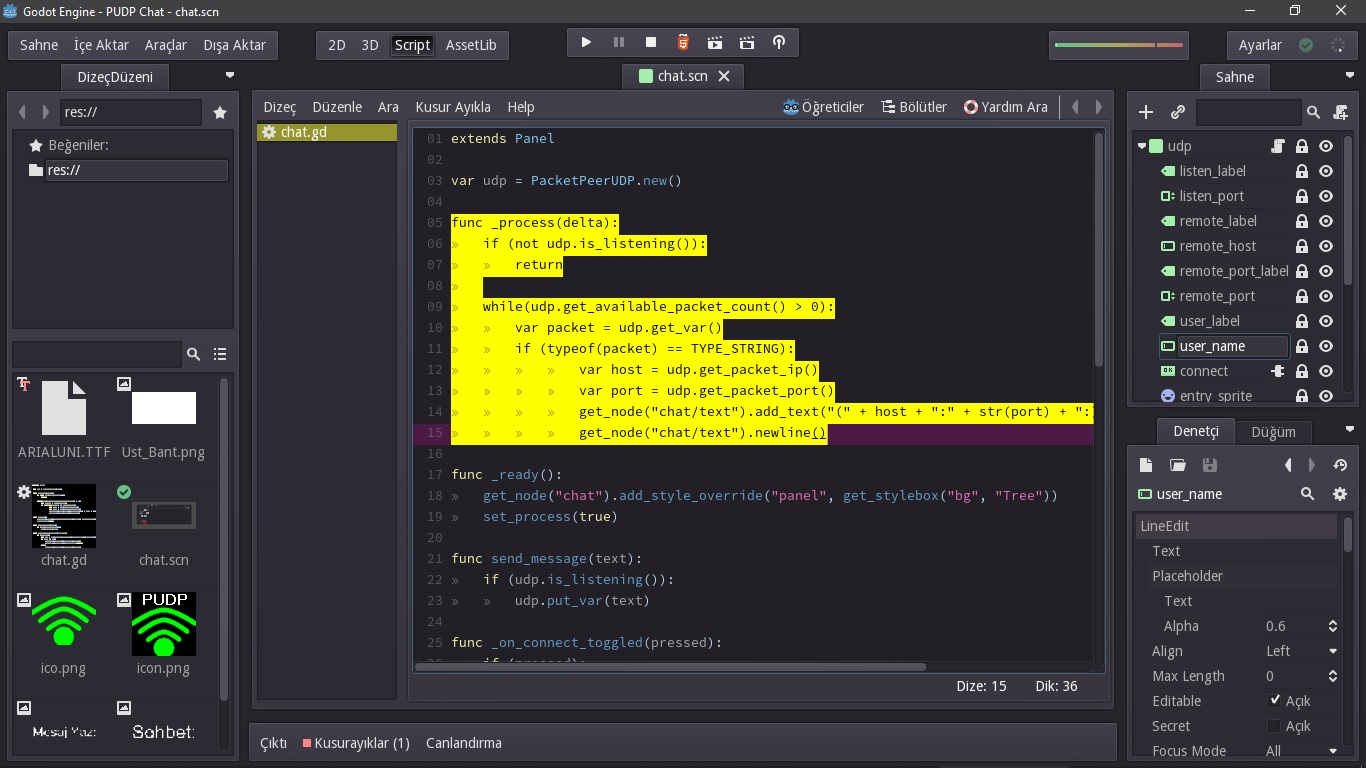 Godot Engine - PUDP Chat - chat.scn
Sahne İçe Aktar Araçlar Dışa Aktar
2D 3D Script AssetLib
Ayarlar
DizeçDüzeni
res://
Beğeniler:
res://
ARIALUNI.TTF Ust_Bant.png
chat.gd chat.scn
PUDP
ico.png icon.png
Mesaj Yaz: Sohbet:
chat.scn
Dizeç Düzenle Ara Kusur Ayıkla Help
Öğreticiler Bölütler Yardım Ara
chat.gd
01 extends Panel
02
03 var udp = PacketPeerUDP.new()
04
05 func _process(delta):
06 » if (not udp.is_listening()):
07 » » return
08 »
09 » while(udp.get_available_packet_count() > 0):
10 » » var packet = udp.get_var()
11 » » if (typeof(packet) == TYPE_STRING):
12 » » » » var host = udp.get_packet_ip()
13 » » » » var port = udp.get_packet_port()
14 » » » » get_node("chat/text").add_text("(" + host + ":" + str(port) + ":
15 » » » » get_node("chat/text").newline()
16
17 func _ready():
18 » get_node("chat").add_style_override("panel", get_stylebox("bg", "Tree"))
19 » set_process(true)
20
21 func send_message(text):
22 » if (udp.is_listening()):
23 » » udp.put_var(text)
24
25 func _on_connect_toggled(pressed):
26 » if (pressed):
Dize: 15 Dik: 36
Çıktı Kusurayıklar (1) Canlandırma
Sahne
udp
listen_label
listen_port
remote_label
remote_host
remote_port_label
remote_port
user_label
user_name
connect
entry_sprite
Denetçi Düğüm
user_name
LineEdit
Text
Placeholder
Text
Alpha 0.6
Align Left
Max Length 0
Editable Açık
Secret Açık
Focus Mode All